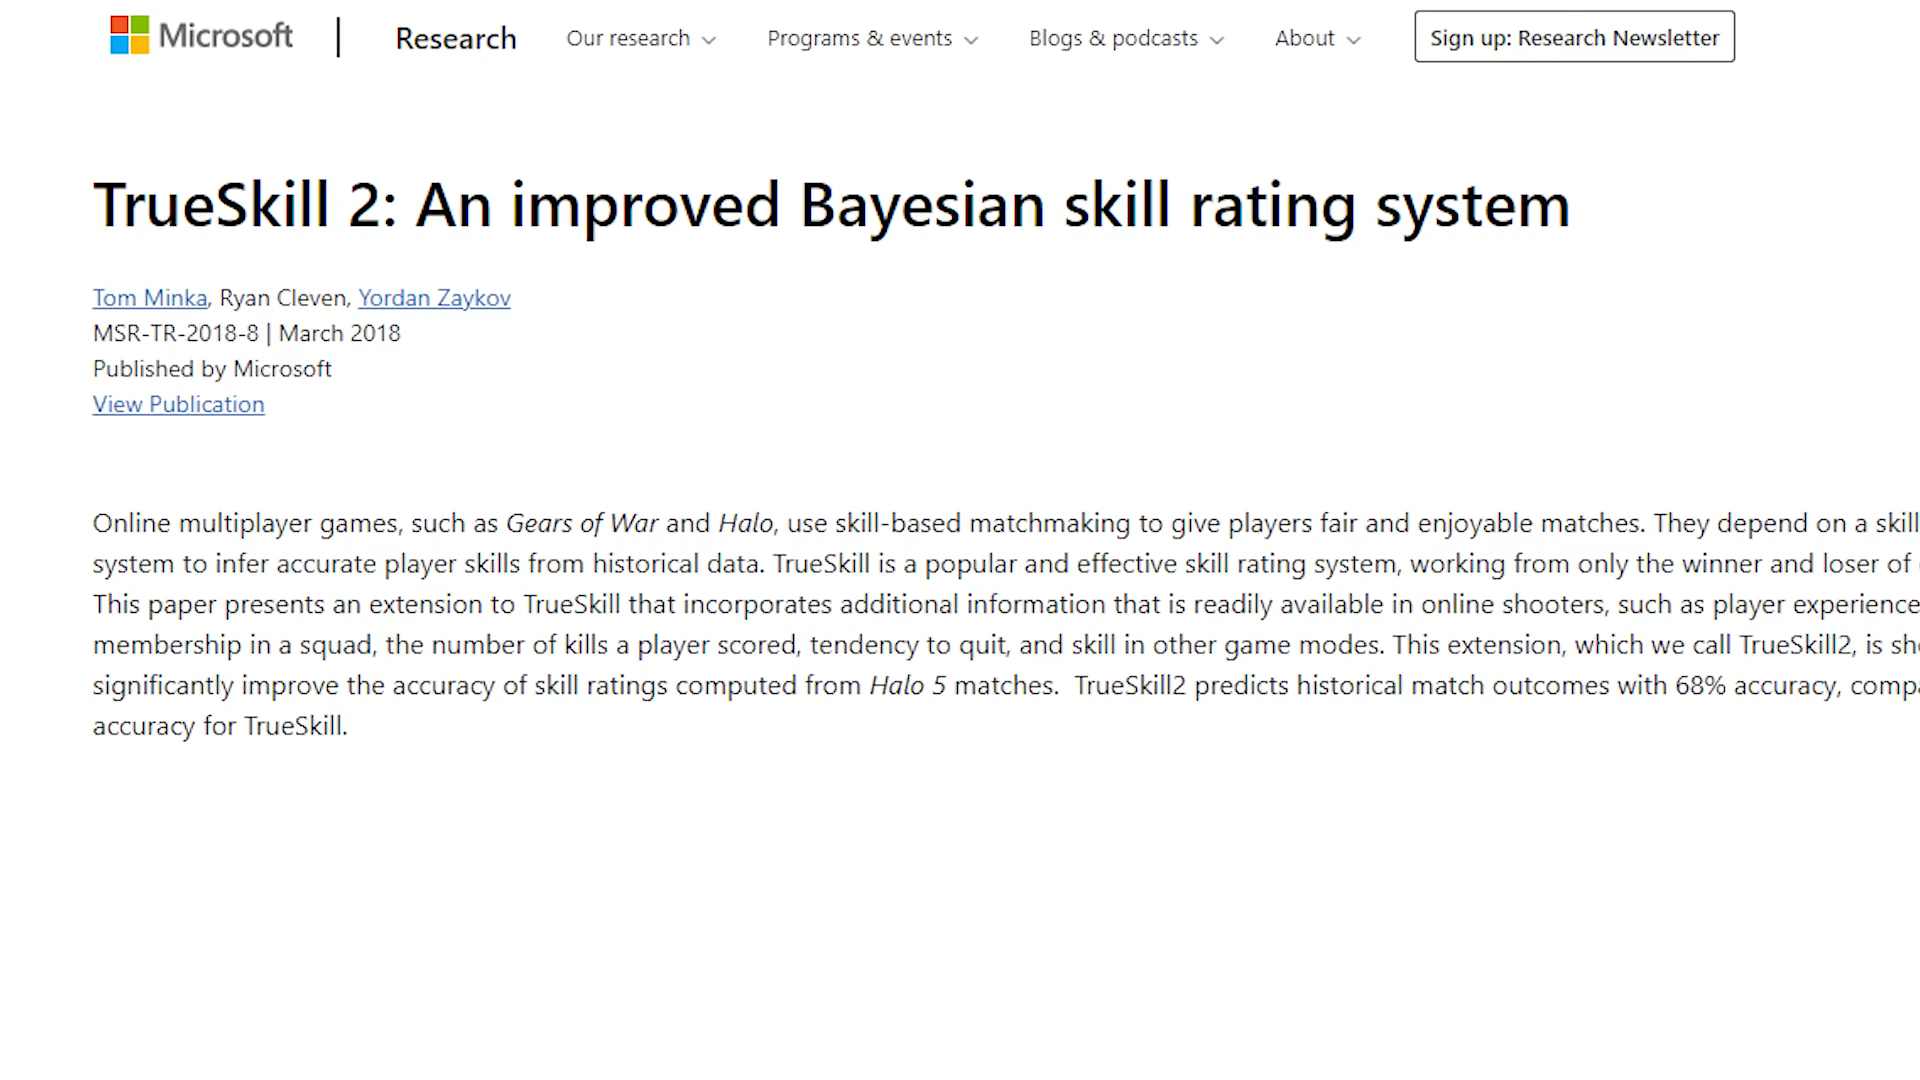 Microsoft | Research Our research Programs & events Blogs & podcasts About Sign up: Research Newsletter
TrueSkill 2: An improved Bayesian skill rating system
Tom Minka, Ryan Cleven, Yordan Zaykov
MSR-TR-2018-8 | March 2018
Published by Microsoft
View Publication
Online multiplayer games, such as Gears of War and Halo, use skill-based matchmaking to give players fair and enjoyable matches. They depend on a skill
system to infer accurate player skills from historical data. TrueSkill is a popular and effective skill rating system, working from only the winner and loser of
This paper presents an extension to TrueSkill that incorporates additional information that is readily available in online shooters, such as player experience
membership in a squad, the number of kills a player scored, tendency to quit, and skill in other game modes. This extension, which we call TrueSkill2, is
significantly improve the accuracy of skill ratings computed from Halo 5 matches. TrueSkill2 predicts historical match outcomes with 68% accuracy,
accuracy for TrueSkill.